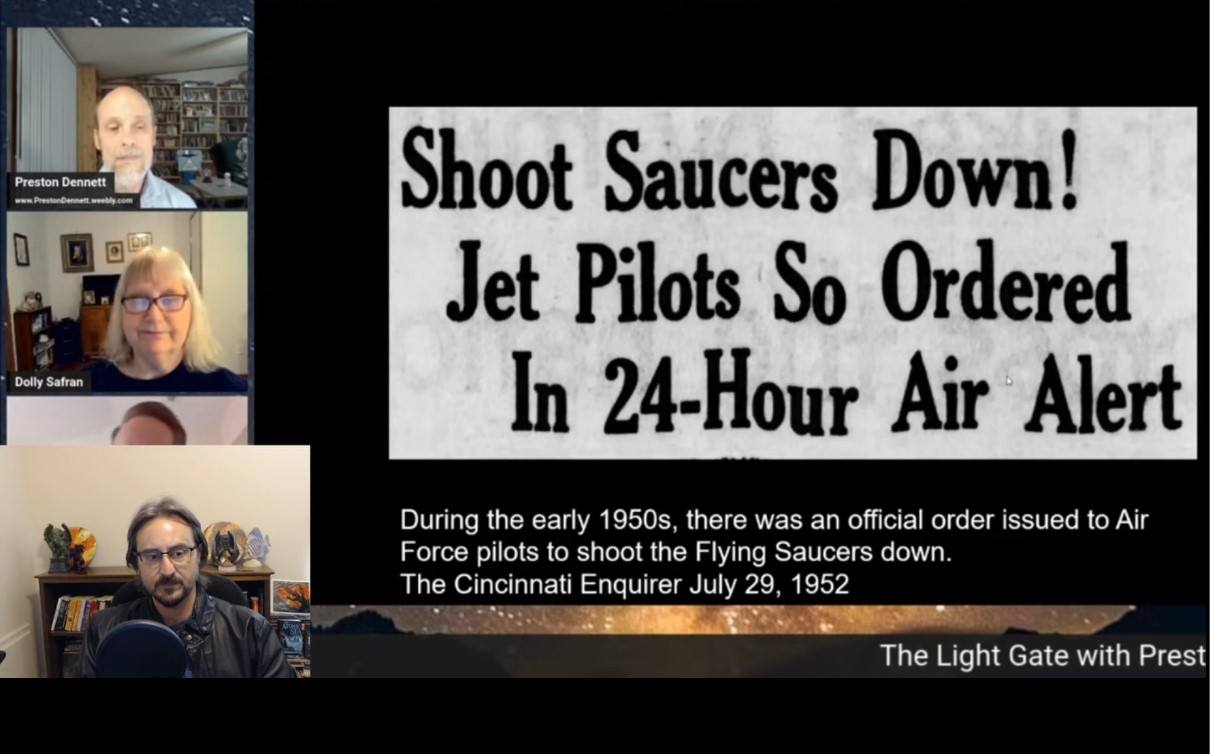 Preston Dennett
www.PrestonDennett.weebly.com
Dolly Safran
Shoot Saucers Down!
Jet Pilots So Ordered
In 24-Hour Air Alert
During the early 1950s, there was an official order issued to Air
Force pilots to shoot the Flying Saucers down.
The Cincinnati Enquirer July 29, 1952
The Light Gate with Prest